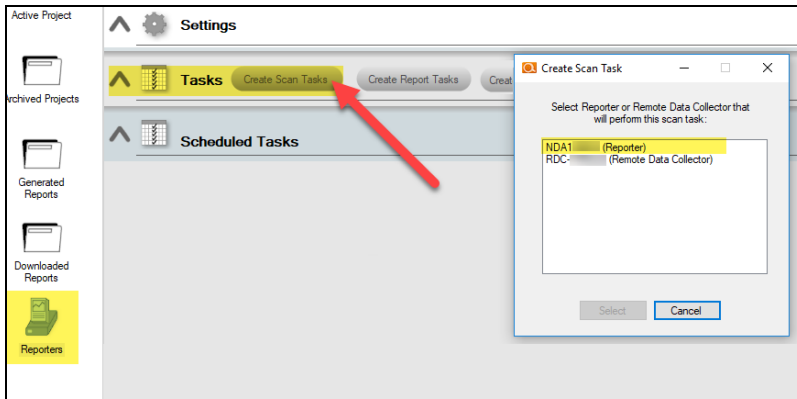 Active Project
Archived Projects
Generated
Reports
Downloaded
Reports
Reporters
Settings
Tasks Create Scan Tasks Create Report Tasks Creat
Scheduled Tasks
Create Scan Task
Select Reporter or Remote Data Collector that
will perform this scan task:
NDA1 (Reporter)
RDC- (Remote Data Collector)
Select Cancel